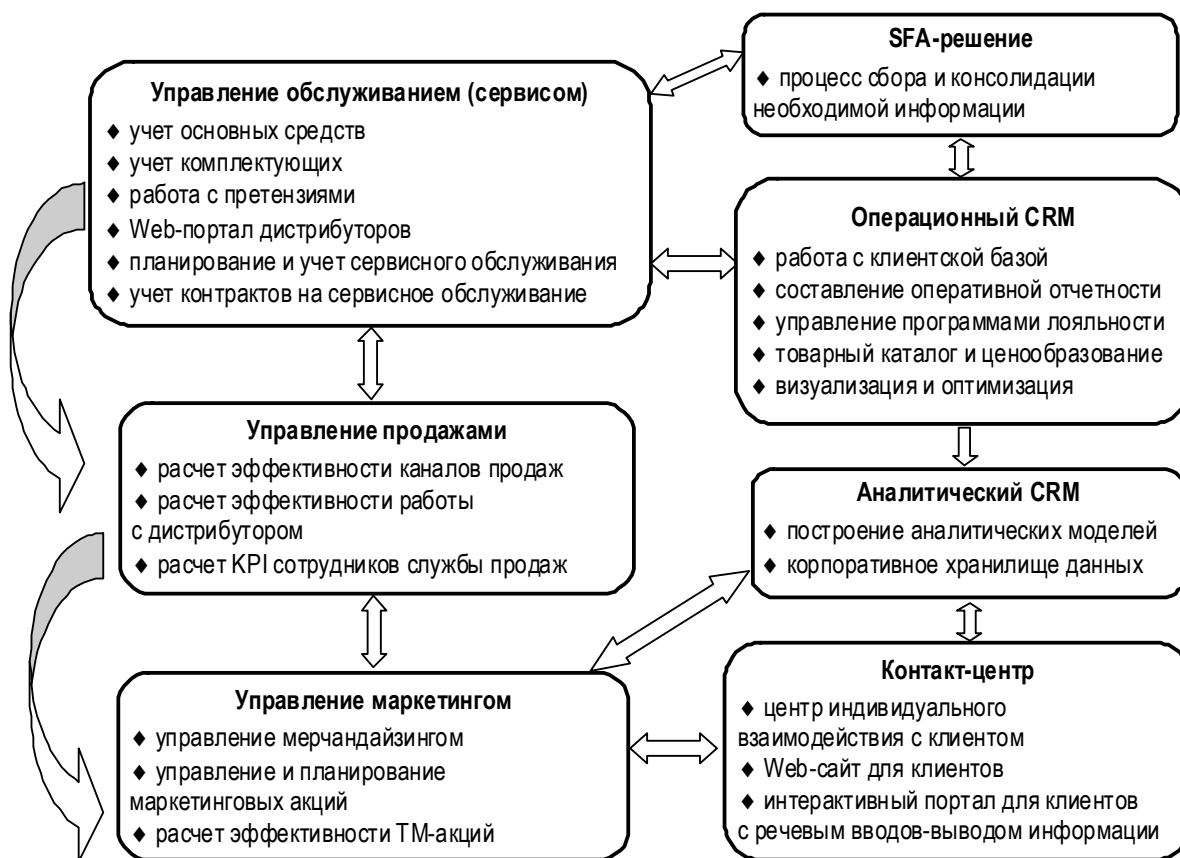 Управление обслуживанием (сервисом)
♦ учет основных средств
♦ учет комплектующих
♦ работа с претензиями
♦ Web-портал дистрибуторов
♦ планирование и учет сервисного обслуживания
♦ учет контрактов на сервисное обслуживание
Управление продажами
♦ расчет эффективности каналов продаж
♦ расчет эффективности работы
с дистрибутором
♦ расчет KPI сотрудников службы продаж
Управление маркетингом
♦ управление мерчандайзингом
♦ управление и планирование
маркетинговых акций
♦ расчет эффективности ТМ-акций
SFA-решение
♦ процесс сбора и консолидации
необходимой информации
Операционный CRM
♦ работа с клиентской базой
♦ составление оперативной отчетности
♦ управление программами лояльности
♦ товарный каталог и ценообразование
♦ визуализация и оптимизация
Аналитический CRM
♦ построение аналитических моделей
♦ корпоративное хранилище данных
Контакт-центр
♦ центр индивидуального
взаимодействия с клиентом
♦ Web-сайт для клиентов
♦ интерактивный портал для клиентов
с речевым вводов-выводом информации